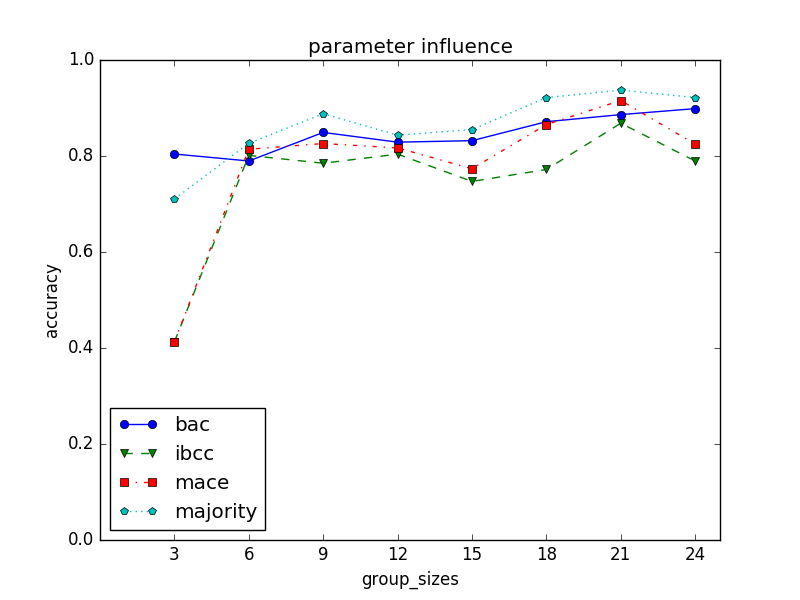 parameter influence
1.0
0.8
0.6
0.4
0.2
0.0
accuracy
bac
ibcc
mace
majority
3 6 9 12 15 18 21 24
group_sizes